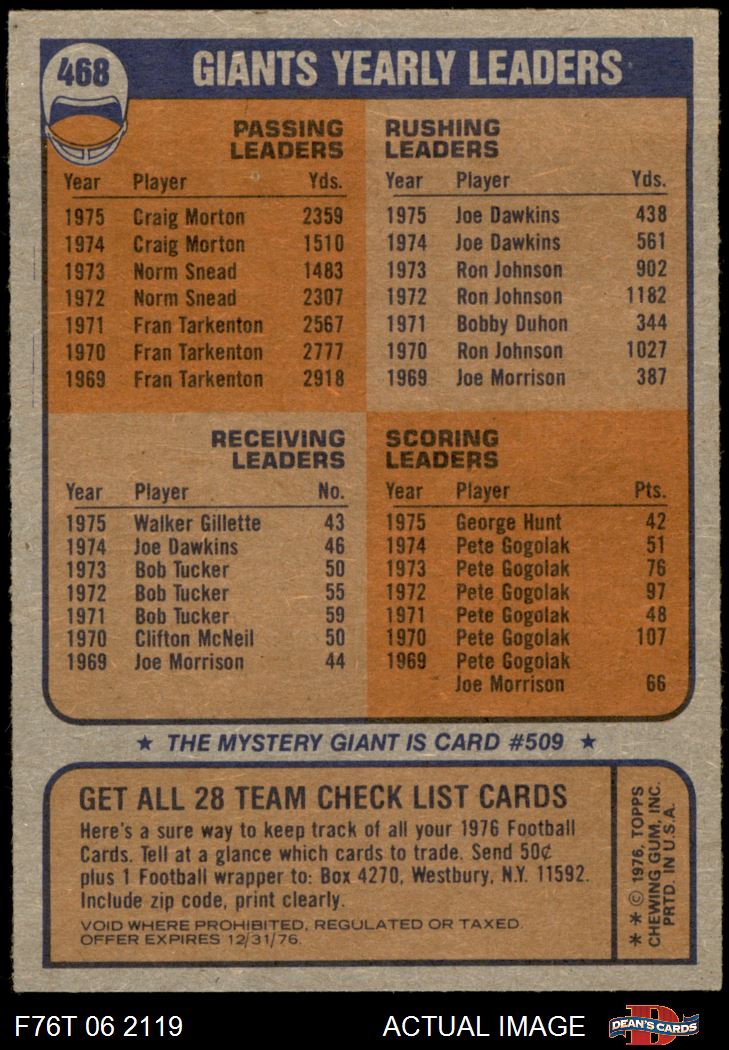 468
GIANTS YEARLY LEADERS
PASSING
LEADERS
Year Player Yds.
1975 Craig Morton 2359
1974 Craig Morton 1510
1973 Norm Snead 1483
1972 Norm Snead 2307
1971 Fran Tarkenton 2567
1970 Fran Tarkenton 2777
1969 Fran Tarkenton 2918
RUSHING
LEADERS
Year Player Yds.
1975 Joe Dawkins 438
1974 Joe Dawkins 561
1973 Ron Johnson 902
1972 Ron Johnson 1182
1971 Bobby Duhon 344
1970 Ron Johnson 1027
1969 Joe Morrison 387
RECEIVING
LEADERS
Year Player No.
1975 Walker Gillette 43
1974 Joe Dawkins 46
1973 Bob Tucker 50
1972 Bob Tucker 55
1971 Bob Tucker 59
1970 Clifton McNeil 50
1969 Joe Morrison 44
SCORING
LEADERS
Year Player Pts.
1975 George Hunt 42
1974 Pete Gogolak 51
1973 Pete Gogolak 76
1972 Pete Gogolak 97
1971 Pete Gogolak 48
1970 Pete Gogolak 107
1969 Pete Gogolak
Joe Morrison 66
★ THE MYSTERY GIANT IS CARD #509 ★
GET ALL 28 TEAM CHECK LIST CARDS
Here's a sure way to keep track of all your 1976 Football
Cards. Tell at a glance which cards to trade. Send 50¢
plus 1 Football wrapper to: Box 4270, Westbury, N.Y. 11592.
Include zip code, print clearly.
VOID WHERE PROHIBITED, REGULATED OR TAXED.
OFFER EXPIRES 12/31/76.
** © 1976, TOPPS
CHEWING GUM, INC.
PRTD. IN U.S.A.
F76T 06 2119
ACTUAL IMAGE
D
DEAN'S CARDS